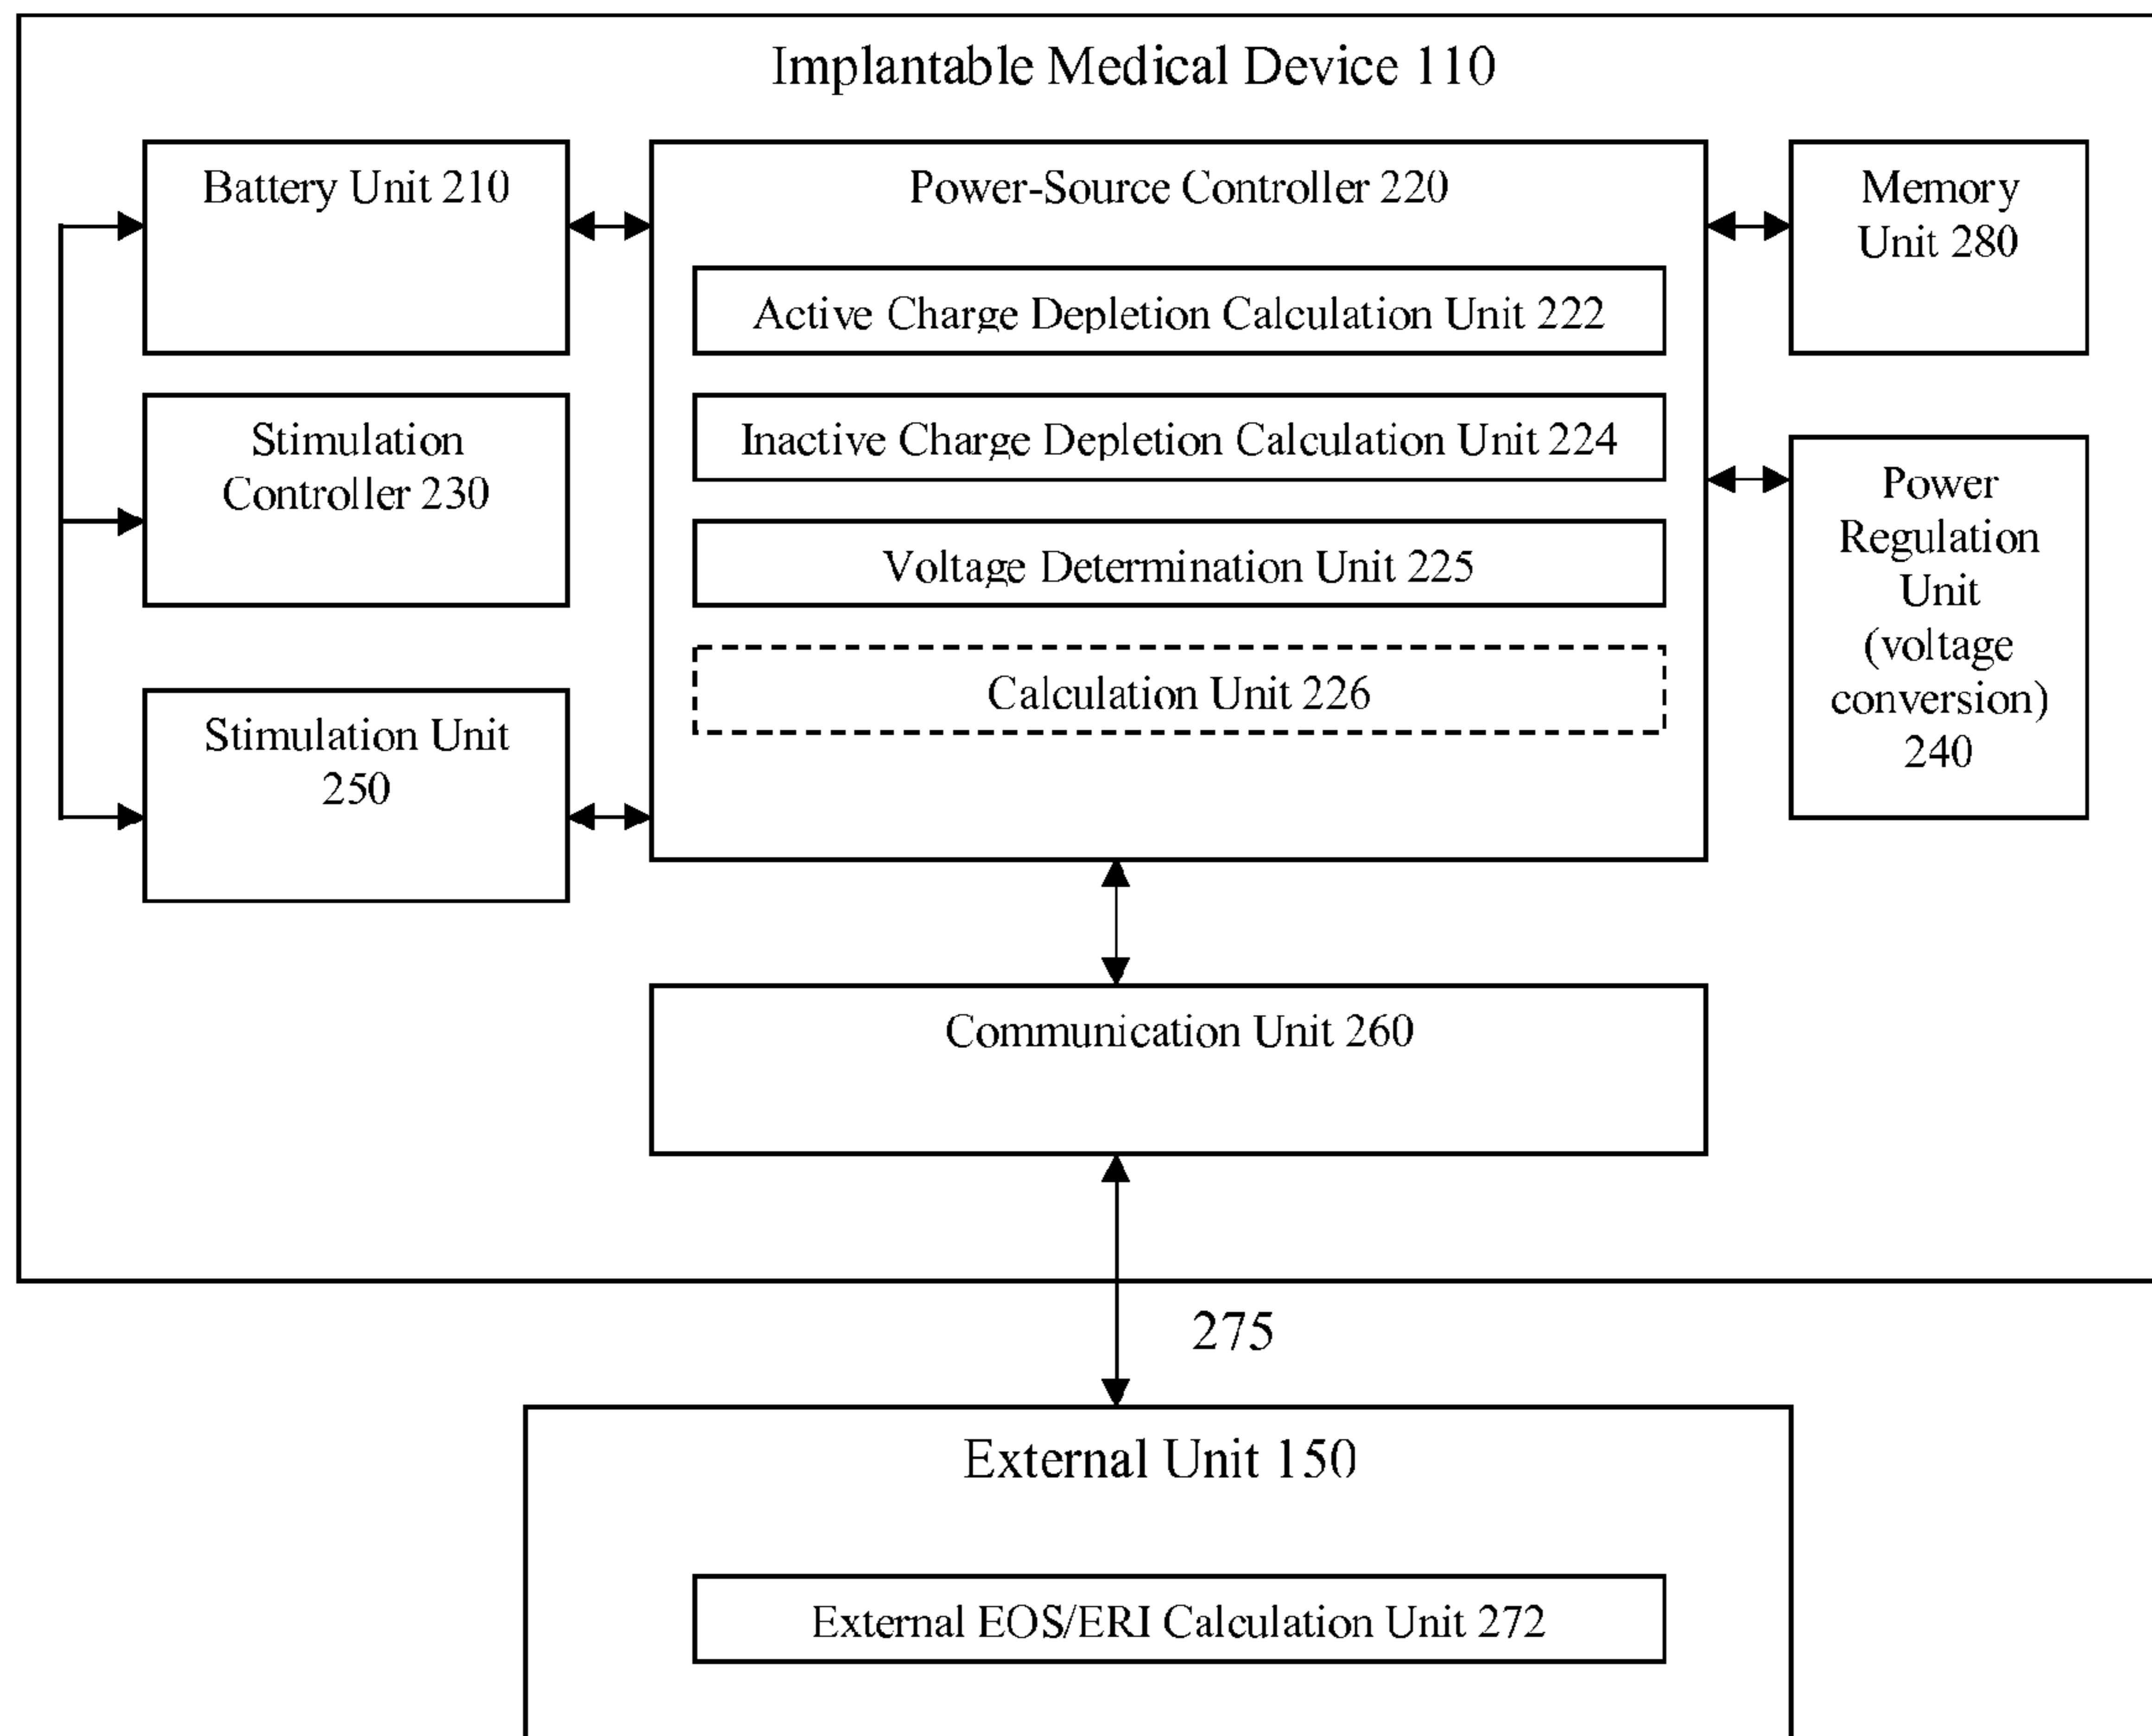 Implantable Medical Device 110
Battery Unit 210
Power-Source Controller 220
Memory
Unit 280
Active Charge Depletion Calculation Unit 222
Stimulation
Controller 230
Inactive Charge Depletion Calculation Unit 224
Power
Regulation
Unit
(voltage
conversion)
240
Voltage Determination Unit 225
Calculation Unit 226
Stimulation Unit
250
Communication Unit 260
275
External Unit 150
External EOS/ERI Calculation Unit 272